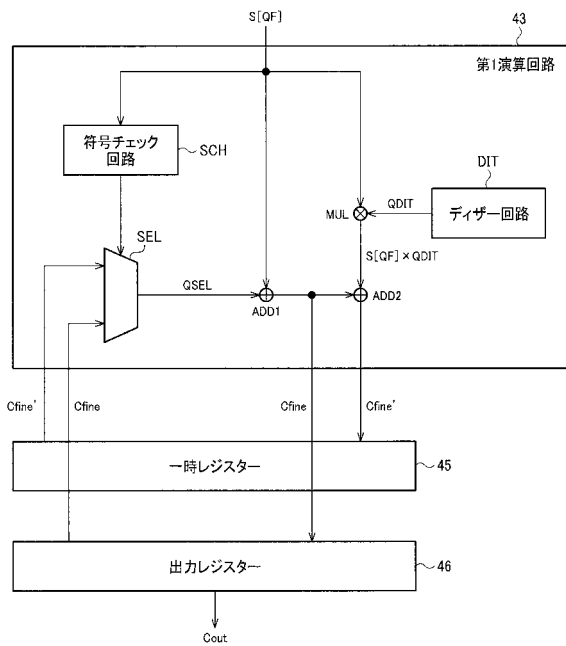 S[QF]
43
第1演算回路
符号チェック
回路
SCH
DIT
MUL
QDIT
ディザー回路
SEL
S[QF]×QDIT
QSEL
ADD1
ADD2
Cfine'
Cfine
Cfine
Cfine'
一時レジスター
45
出力レジスター
46
Cout